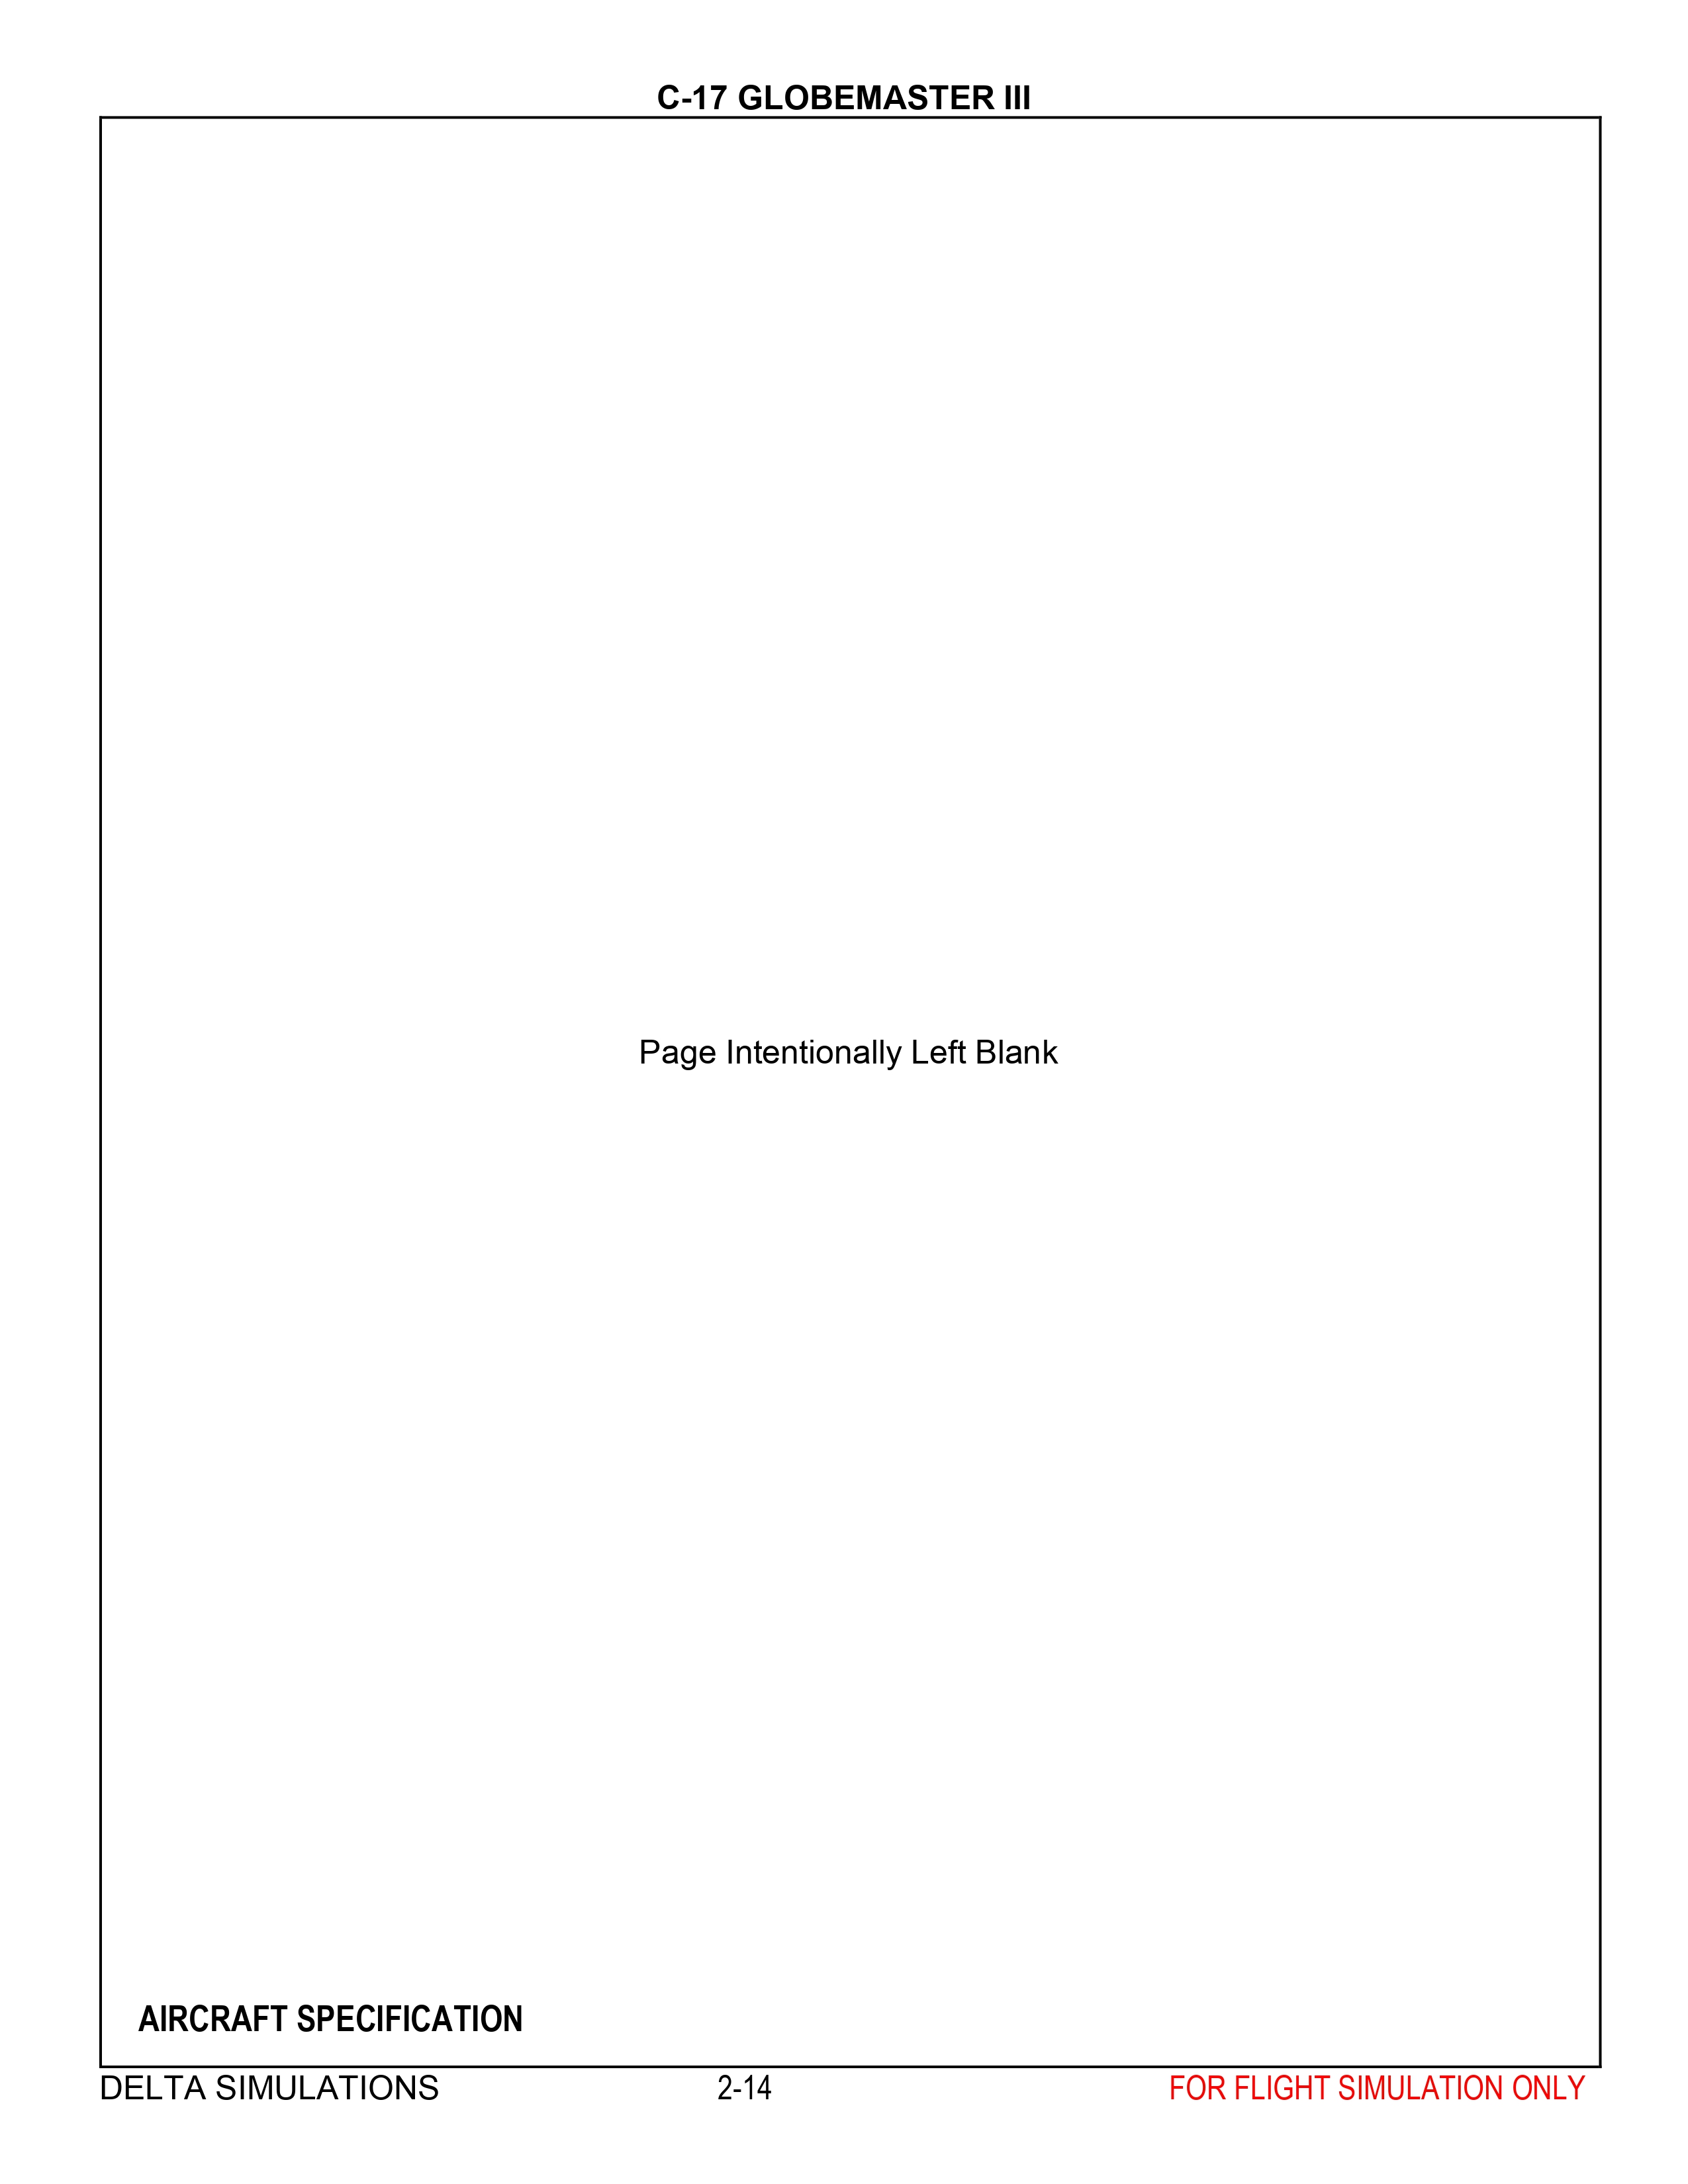 C-17 GLOBEMASTER III
Page Intentionally Left Blank
AIRCRAFT SPECIFICATION
DELTA SIMULATIONS 2-14 FOR FLIGHT SIMULATION ONLY